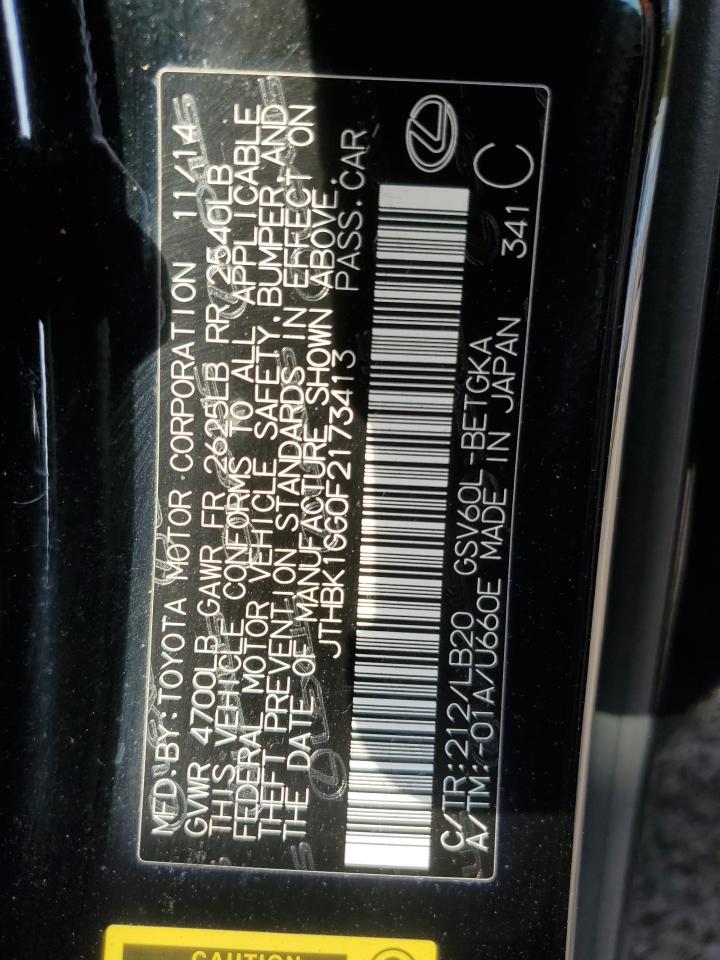 MFD.BY:TOYOTA MOTOR CORPORATION 11/14
GVWR 4700LB GAWR FR 2625LB RR 2540LB
THIS VEHICLE CONFORMS TO ALL APPLICABLE
FEDERAL MOTOR VEHICLE SAFETY, BUMPER, AND
THEFT PREVENTION STANDARDS IN EFFECT ON
THE DATE OF MANUFACTURE SHOWN ABOVE.
JTHBK1GG0F2173413 PASS.CAR
C/TR:212/LB20 GSV60L-BETGKA
A/TM:-01A/U660E MADE IN JAPAN 341 C
CAUTION